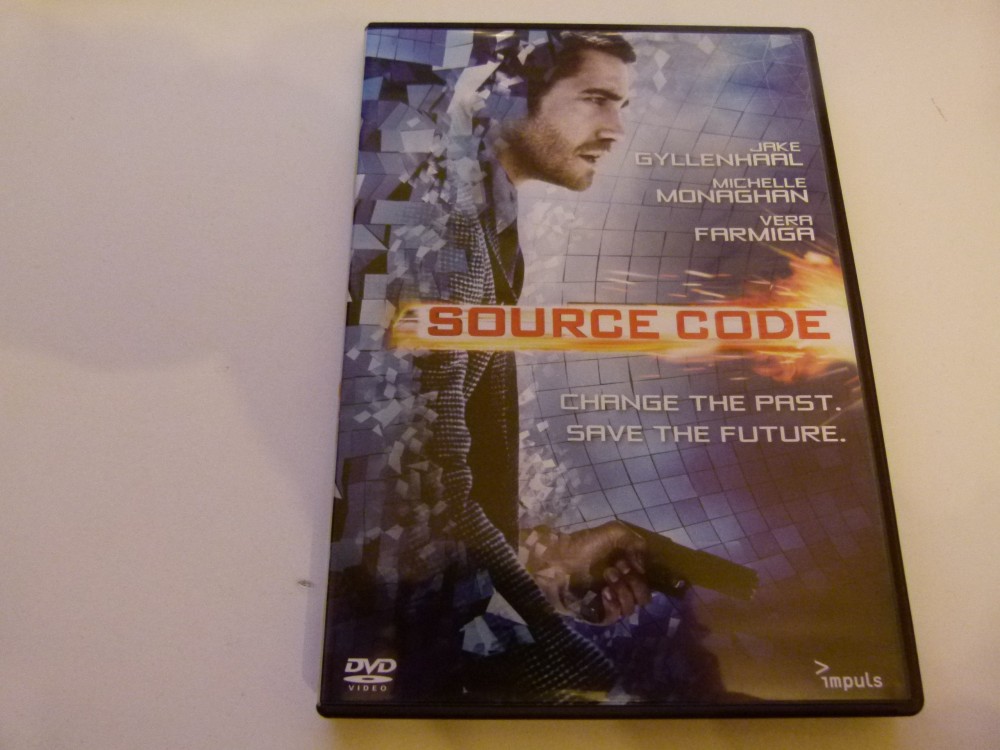 JAKE
GYLLENHAAL
MICHELLE
MONAGHAN
VERA
FARMIGA
SOURCE CODE
CHANGE THE PAST.
SAVE THE FUTURE.
DVD
VIDEO
impuls